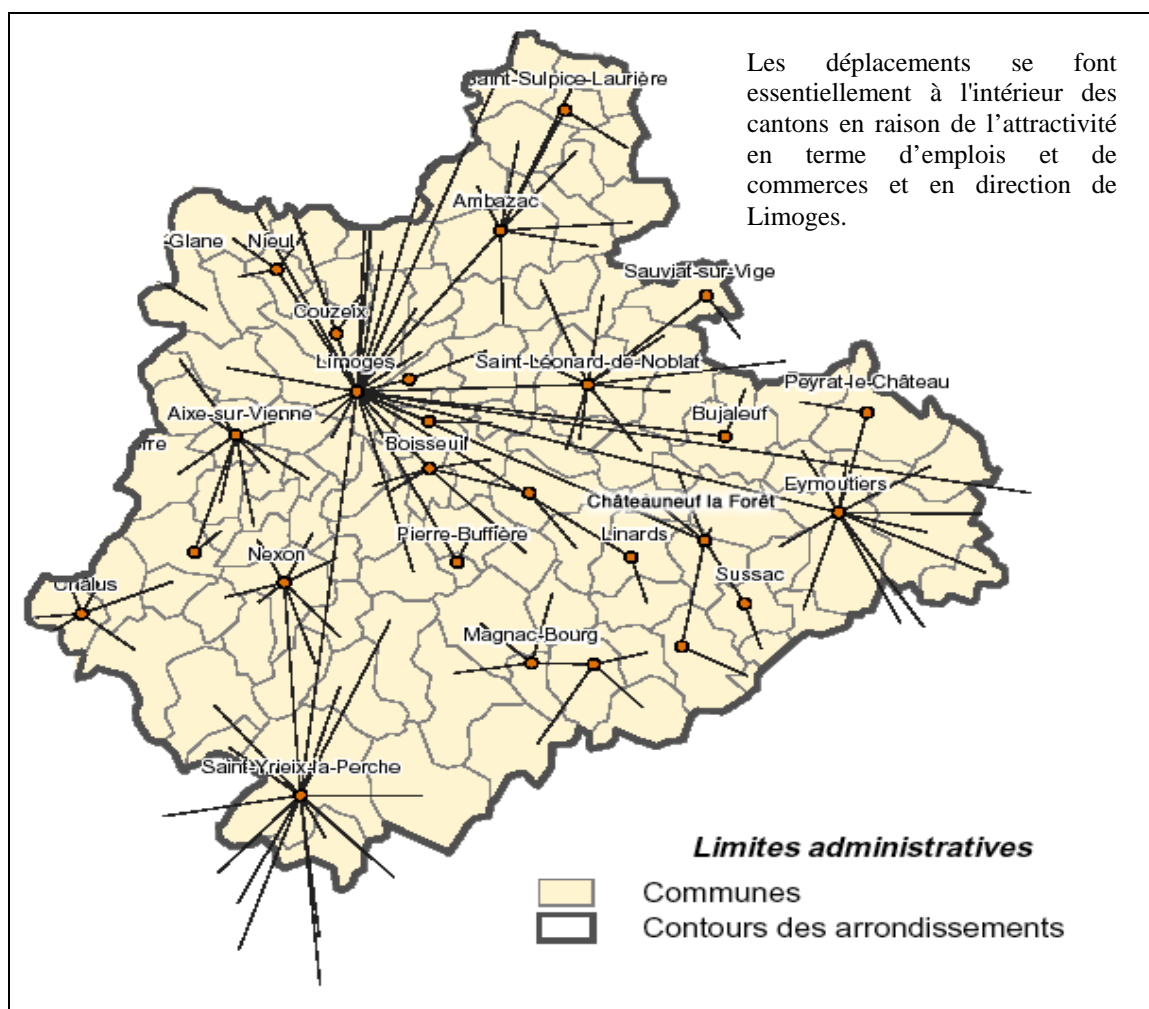 Les déplacements se font
essentiellement à l'intérieur des
cantons en raison de l’attractivité
en terme d’emplois et de
commerces et en direction de
Limoges.
Saint-Sulpice-Laurière
Ambazac
Glane
Nieul
Sauviat-sur-Vige
Couzeix
Limoges
Saint-Léonard-de-Noblat
Peyrat-le-Château
Aixe-sur-Vienne
Bujaleuf
Boisseuil
Eymoutiers
Châteauneuf la Forêt
Pierre-Buffière
Linards
Nexon
Châlus
Sussac
Magnac-Bourg
Saint-Yrieix-la-Perche
Limites administratives
Communes
Contours des arrondissements